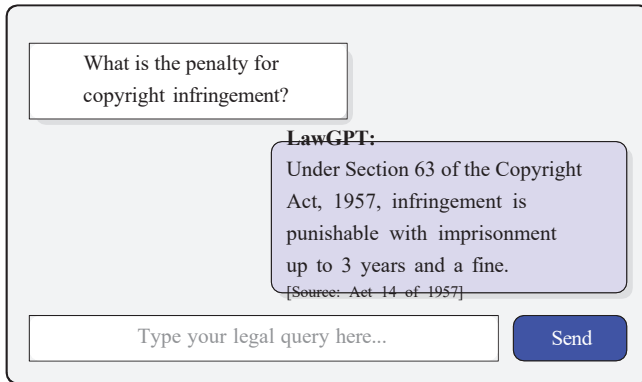 What is the penalty for
copyright infringement?
LawGPT:
Under Section 63 of the Copyright
Act, 1957, infringement is
punishable with imprisonment
up to 3 years and a fine.
[Source: Act 14 of 1957]
Type your legal query here...
Send